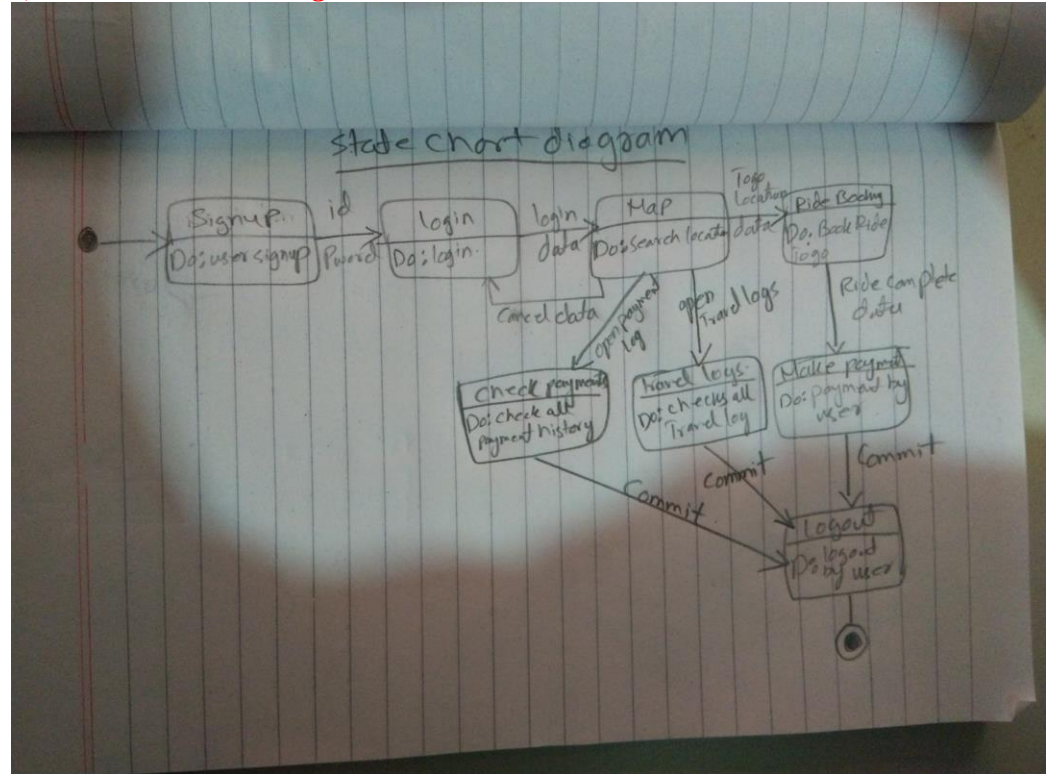 State chart diagram
Signup
Do: user signup
id
Pword
login
Do: login.
login
data
Map
Do: search locatn
Togo
Location
data
Ride Boo
Do: Book Ride
Togo
Cancel data
open payment
log
open
Travel logs
Ride complete
data
Check payments
Do: check all
payment history
Travel logs.
Do: checks all
Travel log
Make payment
Do: payment by
user
Commit
Commit
Commit
Logout
Do: logout
by user